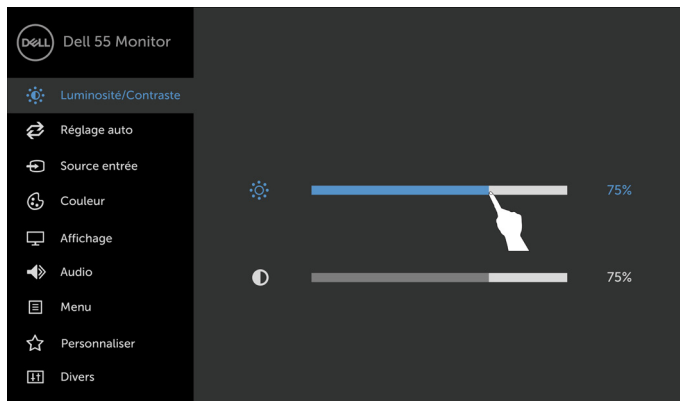 DELL
Dell 55 Monitor
Luminosité/Contraste
Réglage auto
Source entrée
75%
Couleur
Affichage
Audio
75%
Menu
Personnaliser
Divers